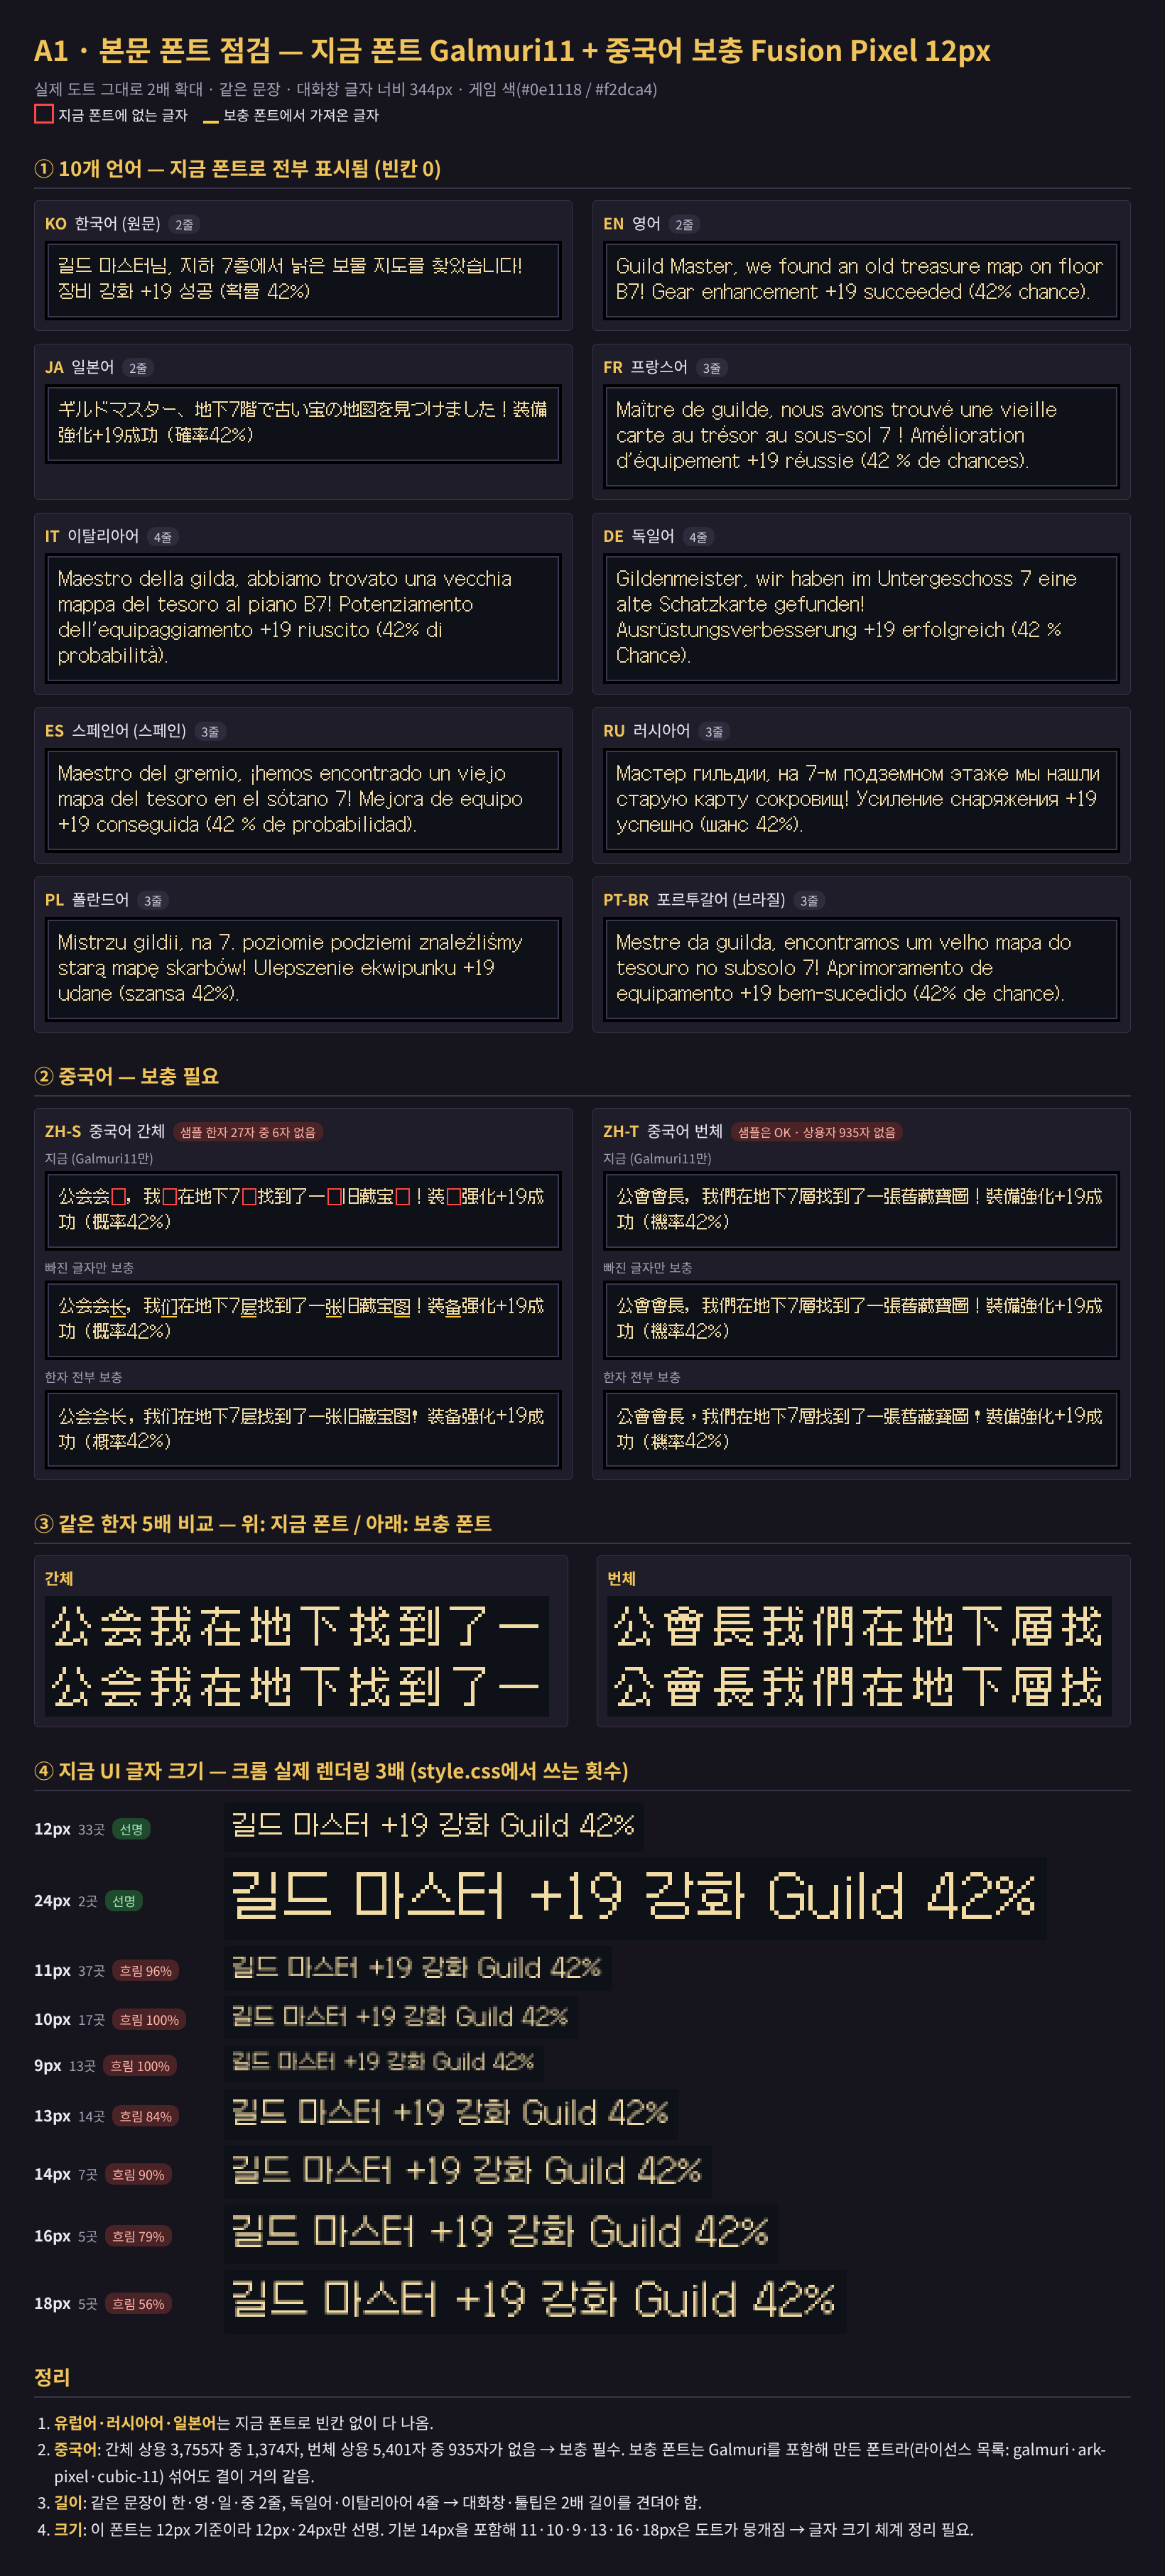 A1 · 본문 폰트 점검 — 지금 폰트 Galmuri11 + 중국어 보충 Fusion Pixel 12px
실제 도트 그대로 2배 확대 · 같은 문장 · 대화창 글자 너비 344px · 게임 색(#0e1118 / #f2dca4)
지금 폰트에 없는 글자 보충 폰트에서 가져온 글자
① 10개 언어 — 지금 폰트로 전부 표시됨 (빈칸 0)
KO 한국어 (원문) 2줄
길드 마스터님, 지하 7층에서 낡은 보물 지도를 찾았습니다!
장비 강화 +19 성공 (확률 42%)
EN 영어 2줄
Guild Master, we found an old treasure map on floor
B7! Gear enhancement +19 succeeded (42% chance).
JA 일본어 2줄
ギルドマスター、地下7階で古い宝の地図を見つけました！装備
強化+19成功（確率42%）
FR 프랑스어 3줄
Maître de guilde, nous avons trouvé une vieille
carte au trésor au sous-sol 7 ! Amélioration
d'équipement +19 réussie (42 % de chances).
IT 이탈리아어 4줄
Maestro della gilda, abbiamo trovato una vecchia
mappa del tesoro al piano B7! Potenziamento
dell'equipaggiamento +19 riuscito (42% di
probabilità).
DE 독일어 4줄
Gildenmeister, wir haben im Untergeschoss 7 eine
alte Schatzkarte gefunden!
Ausrüstungsverbesserung +19 erfolgreich (42 %
Chance).
ES 스페인어 (스페인) 3줄
Maestro del gremio, ¡hemos encontrado un viejo
mapa del tesoro en el sótano 7! Mejora de equipo
+19 conseguida (42 % de probabilidad).
RU 러시아어 3줄
Мастер гильдии, на 7-м подземном этаже мы нашли
старую карту сокровищ! Усиление снаряжения +19
успешно (шанс 42%).
PL 폴란드어 3줄
Mistrzu gildii, na 7. poziomie podziemi znaleźliśmy
starą mapę skarbów! Ulepszenie ekwipunku +19
udane (szansa 42%).
PT-BR 포르투갈어 (브라질) 3줄
Mestre da guilda, encontramos um velho mapa do
tesouro no subsolo 7! Aprimoramento de
equipamento +19 bem-sucedido (42% de chance).
② 중국어 — 보충 필요
ZH-S 중국어 간체 샘플 한자 27자 중 6자 없음
지금 (Galmuri11만)
公会会□，我□在地下7□找到了一□旧藏宝□！装□强化+19成
功（概率42%）
빠진 글자만 보충
公会会长，我们在地下7层找到了一张旧藏宝图！装备强化+19成
功（概率42%）
한자 전부 보충
公会会长，我们在地下7层找到了一张旧藏宝图！装备强化+19成
功（概率42%）
ZH-T 중국어 번체 샘플은 OK · 상용자 935자 없음
지금 (Galmuri11만)
公會會長，我們在地下7層找到了一張舊藏寶圖！裝備強化+19成
功（機率42%）
빠진 글자만 보충
公會會長，我們在地下7層找到了一張舊藏寶圖！裝備強化+19成
功（機率42%）
한자 전부 보충
公會會長，我們在地下7層找到了一張舊藏寶圖！裝備強化+19成
功（機率42%）
③ 같은 한자 5배 비교 — 위: 지금 폰트 / 아래: 보충 폰트
간체
公会我在地下找到了一
公会我在地下找到了一
번체
公會長我們在地下層找
公會長我們在地下層找
④ 지금 UI 글자 크기 — 크롬 실제 렌더링 3배 (style.css에서 쓰는 횟수)
12px 33곳 선명 길드 마스터 +19 강화 Guild 42%
24px 2곳 선명 길드 마스터 +19 강화 Guild 42%
11px 37곳 흐림 96% 길드 마스터 +19 강화 Guild 42%
10px 17곳 흐림 100% 길드 마스터 +19 강화 Guild 42%
9px 13곳 흐림 100% 길드 마스터 +19 강화 Guild 42%
13px 14곳 흐림 84% 길드 마스터 +19 강화 Guild 42%
14px 7곳 흐림 90% 길드 마스터 +19 강화 Guild 42%
16px 5곳 흐림 79% 길드 마스터 +19 강화 Guild 42%
18px 5곳 흐림 56% 길드 마스터 +19 강화 Guild 42%
정리
1. 유럽어·러시아어·일본어는 지금 폰트로 빈칸 없이 다 나옴.
2. 중국어: 간체 상용 3,755자 중 1,374자, 번체 상용 5,401자 중 935자가 없음 → 보충 필수. 보충 폰트는 Galmuri를 포함해 만든 폰트라(라이선스 목록: galmuri·ark-
pixel·cubic-11) 섞어도 결이 거의 같음.
3. 길이: 같은 문장이 한·영·일·중 2줄, 독일어·이탈리아어 4줄 → 대화창·툴팁은 2배 길이를 견뎌야 함.
4. 크기: 이 폰트는 12px 기준이라 12px·24px만 선명. 기본 14px을 포함해 11·10·9·13·16·18px은 도트가 뭉개짐 → 글자 크기 체계 정리 필요.